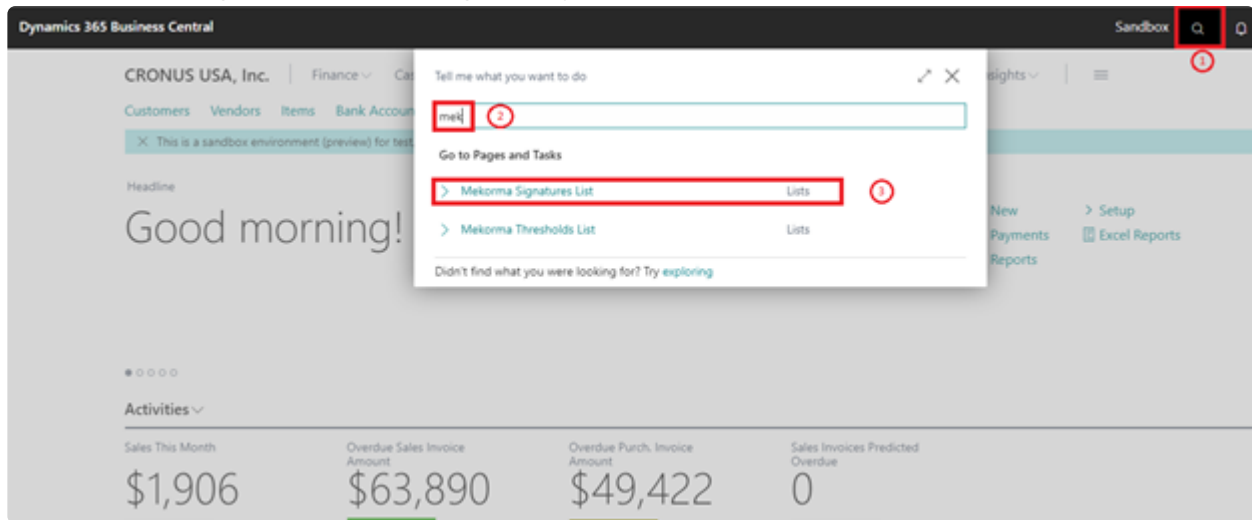 Dynamics 365 Business Central Sandbox
1
CRONUS USA, Inc. Finance Cas
Tell me what you want to do
sights
Customers Vendors Items Bank Accoun
mek 2
This is a sandbox environment (preview) for test
Go to Pages and Tasks
Headline
Mekorma Signatures List Lists 3
Good morning!
New > Setup
Mekorma Thresholds List Lists
Payments Excel Reports
Reports
Didn't find what you were looking for? Try exploring
Activities
Sales This Month
$1,906
Overdue Sales Invoice
Amount
$63,890
Overdue Purch. Invoice
Amount
$49,422
Sales Invoices Predicted
Overdue
0